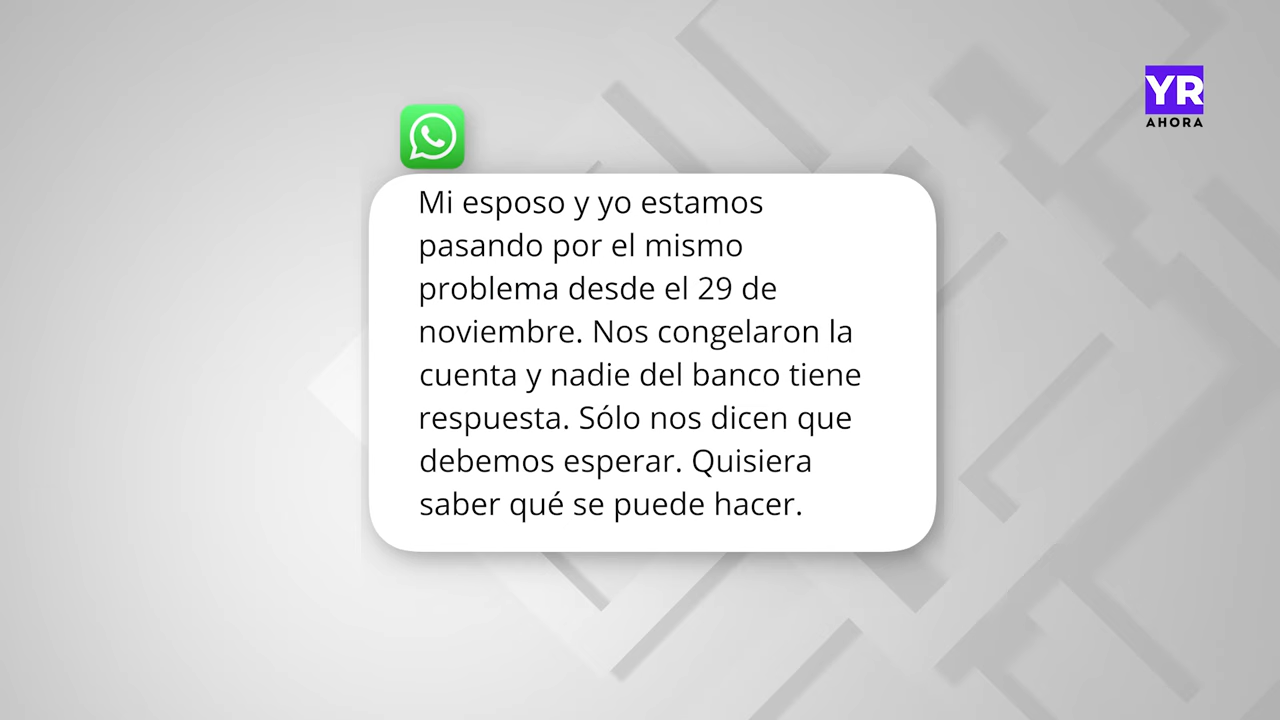 YR
AHORA
Mi esposo y yo estamos
pasando por el mismo
problema desde el 29 de
noviembre. Nos congelaron la
cuenta y nadie del banco tiene
respuesta. Sólo nos dicen que
debemos esperar. Quisiera
saber qué se puede hacer.